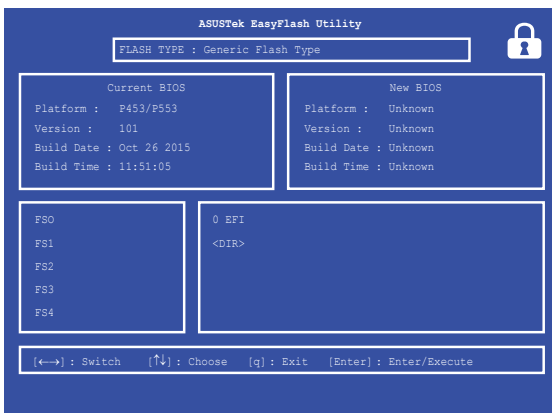 ASUSTek EasyFlash Utility
FLASH TYPE : Generic Flash Type
Current BIOS
Platform : P453/P553
Version : 101
Build Date : Oct 26 2015
Build Time : 11:51:05
New BIOS
Platform : Unknown
Version : Unknown
Build Date : Unknown
Build Time : Unknown
FSO
FS1
FS2
FS3
FS4
0 EFI
<DIR>
[←→] : Switch [↑↓] : Choose [q] : Exit [Enter] : Enter/Execute